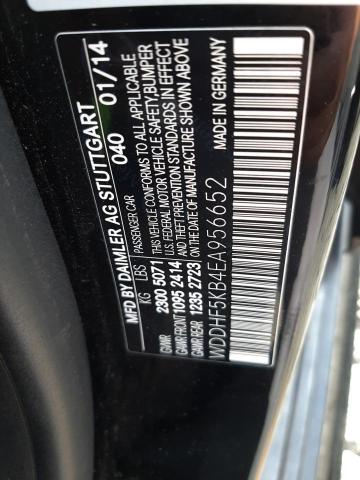 MFD BY DAIMLER AG STUTTGART
PASSENGER CAR 040 01/14
KG LBS
GVWR 2300 5071
GAWR FRONT 1095 2414
GAWR REAR 1235 2723
THIS VEHICLE CONFORMS TO ALL APPLICABLE
U.S. FEDERAL MOTOR VEHICLE SAFETY,BUMPER
AND THEFT PREVENTION STANDARDS IN EFFECT
ON THE DATE OF MANUFACTURE SHOWN ABOVE
WDDHF5KB4EA956652
MADE IN GERMANY